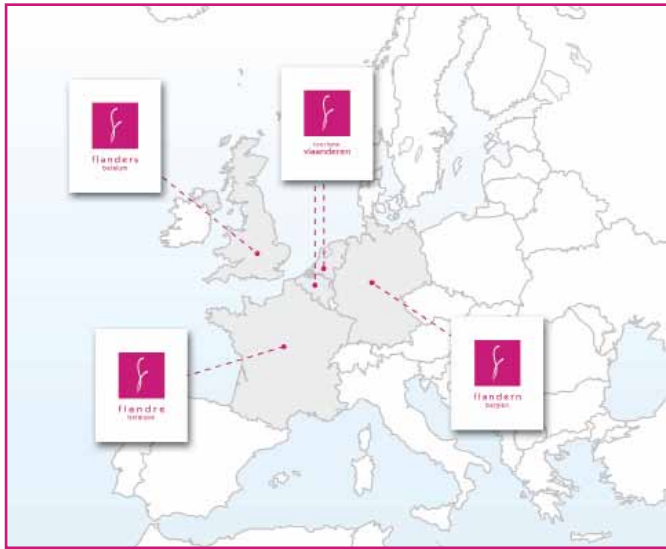 flanders
belgium
toerisme
vlaanderen
flandre
belgique
flandern
belgien